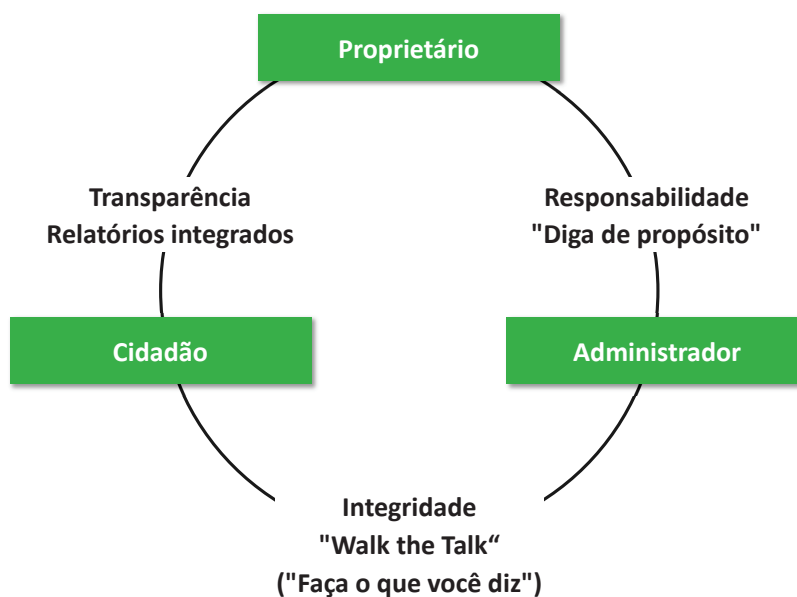 Proprietário
Transparência
Relatórios integrados
Responsabilidade
"Diga de propósito"
Cidadão
Administrador
Integridade
"Walk the Talk“
("Faça o que você diz")